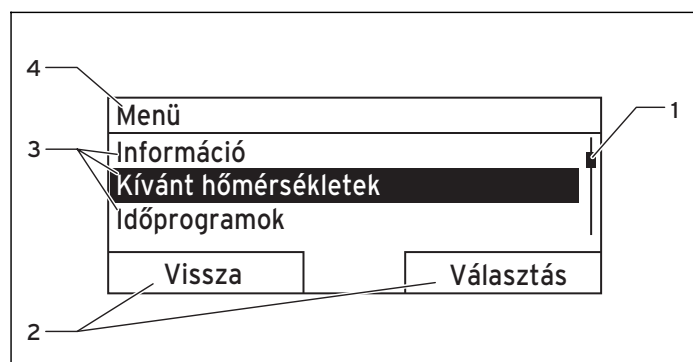 4
Menü
1
3
Információ
Kívánt hőmérsékletek
Időprogramok
Vissza
Választás
2